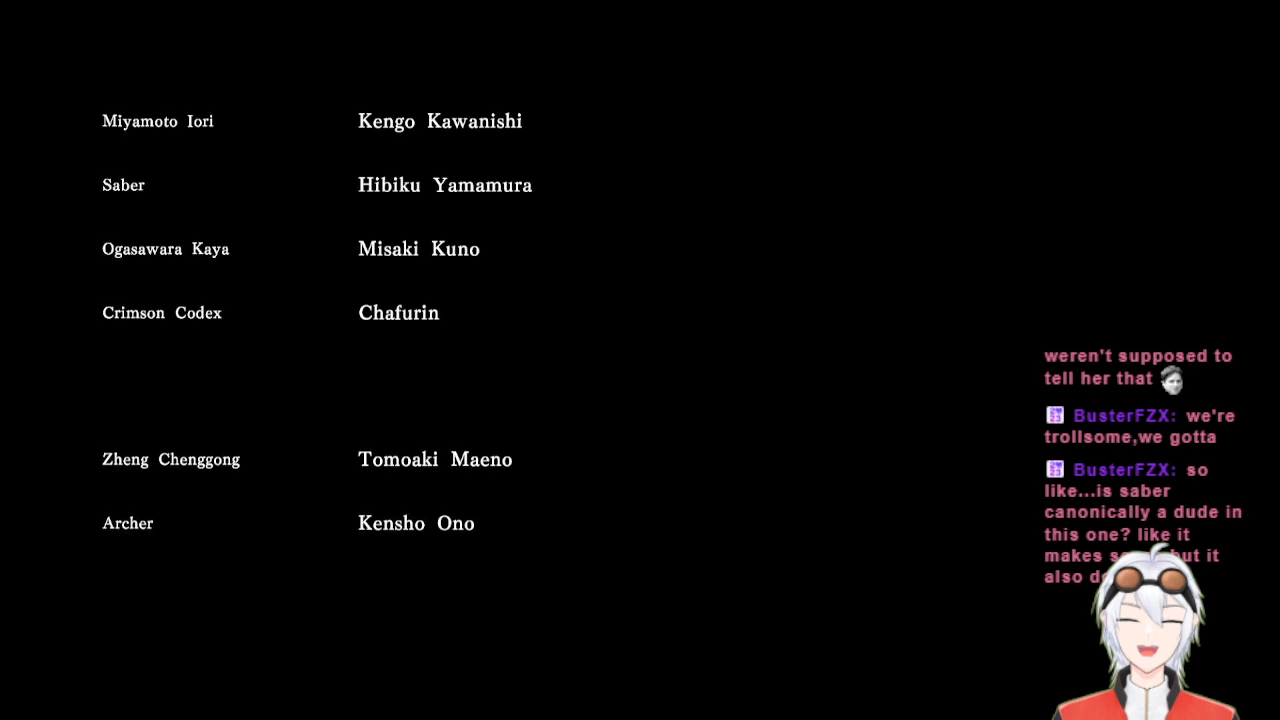 Miyamoto Iori Kengo Kawanishi
Saber Hibiku Yamamura
Ogasawara Kaya Misaki Kuno
Crimson Codex Chafurin
Zheng Chenggong Tomoaki Maeno
Archer Kensho Ono
weren't supposed to
tell her that
BusterFZX: we're
trollsome,we gotta
BusterFZX: so
like...is saber
canonically a dude in
this one? like it
makes but it
also